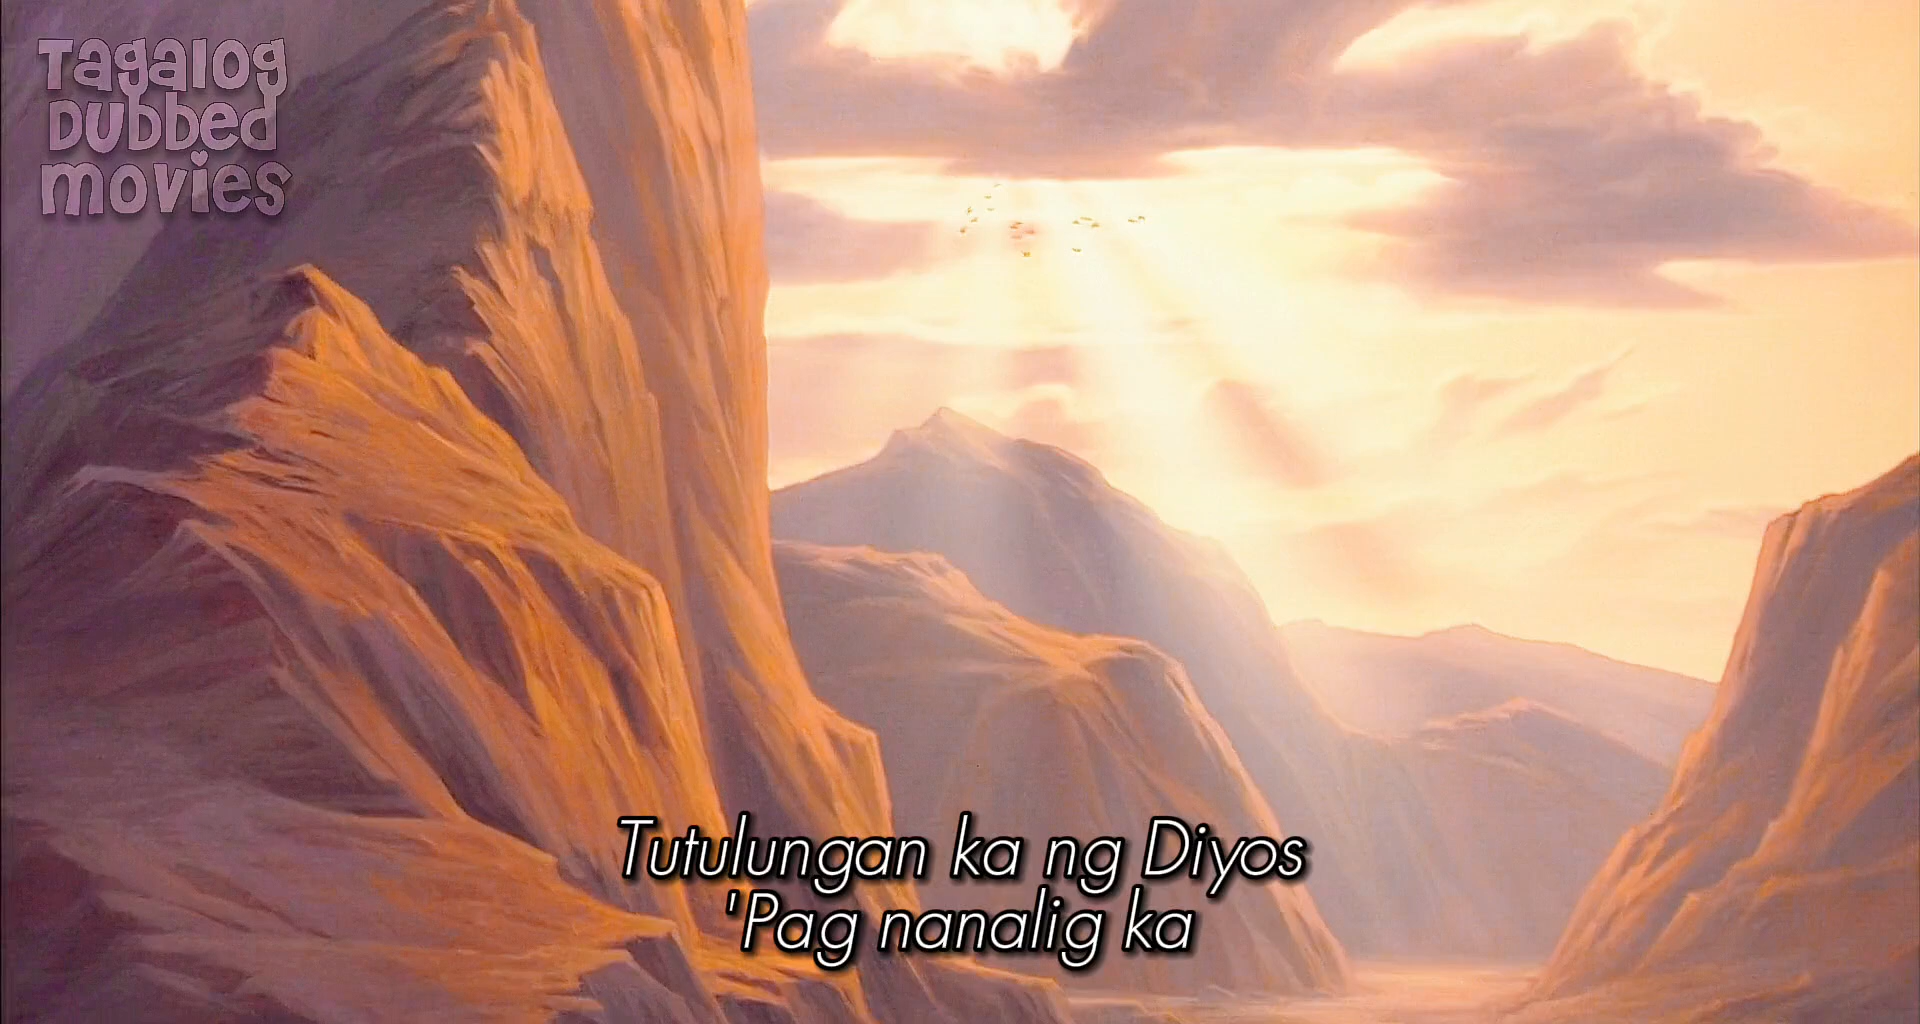 Tagalog
Dubbed
movies
Tutulungan ka ng Diyos
'Pag nanalig ka